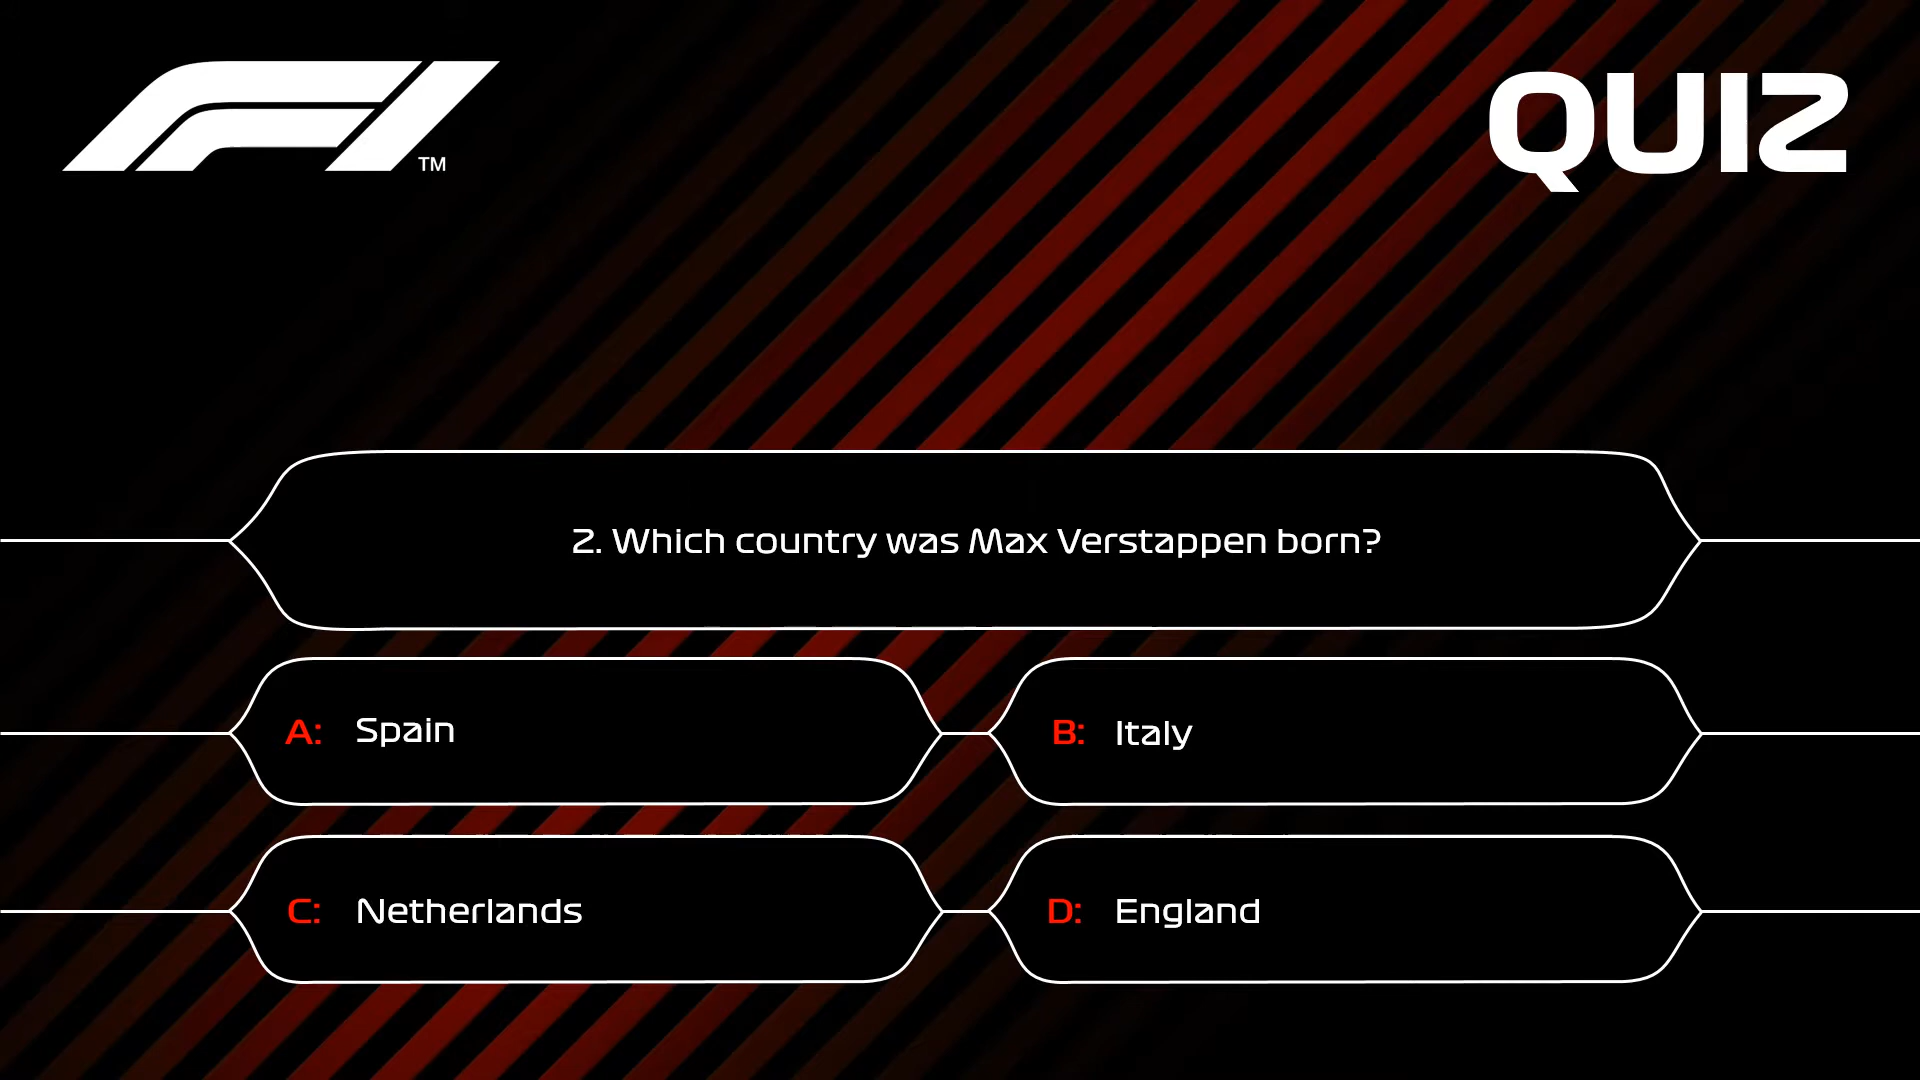 F1 TM
QUIZ
2. Which country was Max Verstappen born?
A: Spain
B: Italy
C: Netherlands
D: England